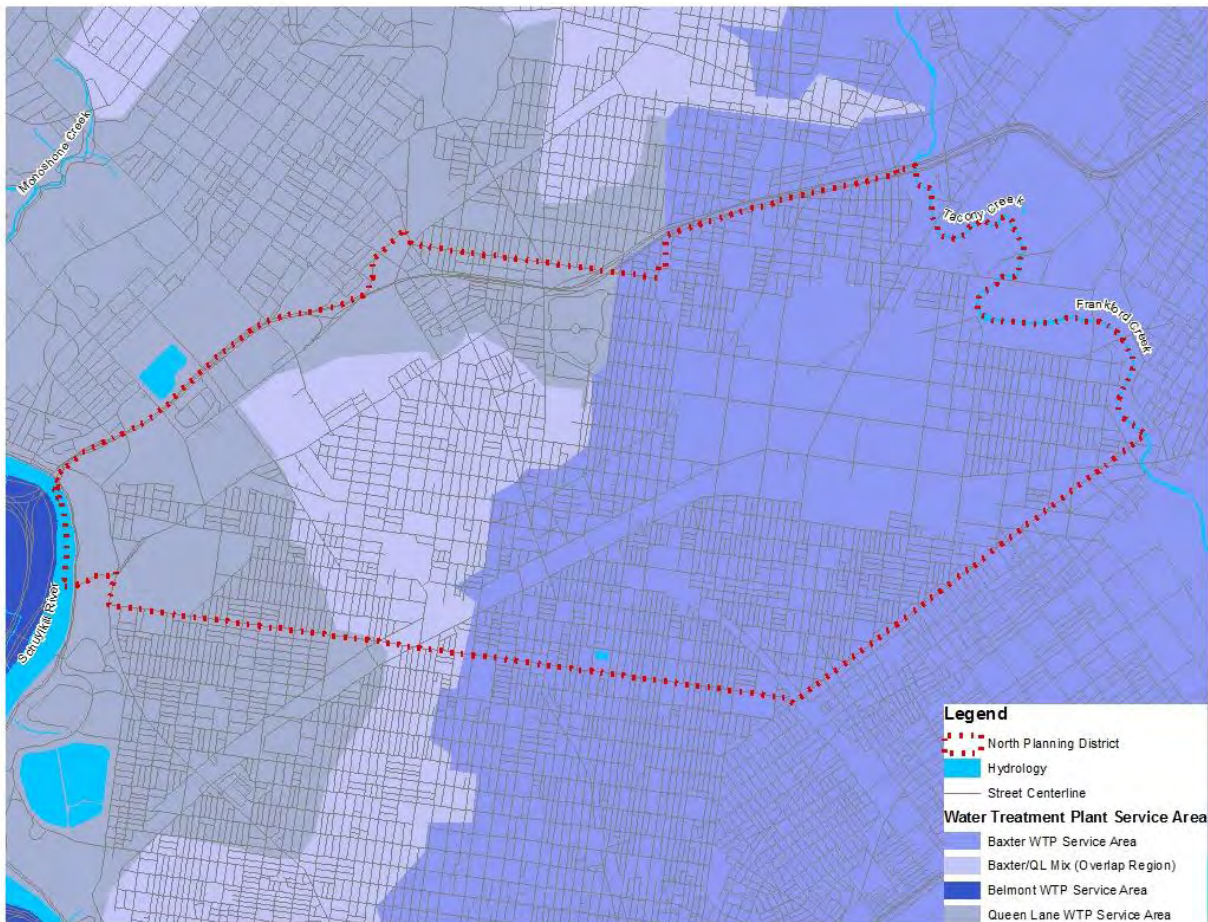 Monoshone Creek
Tacony Creek
Frankford Creek
Schuylkill River
Legend
North Planning District
Hydrology
Street Centerline
Water Treatment Plant Service Area
Baxter WTP Service Area
Baxter/QL Mix (Overlap Region)
Belmont WTP Service Area
Queen Lane WTP Service Area